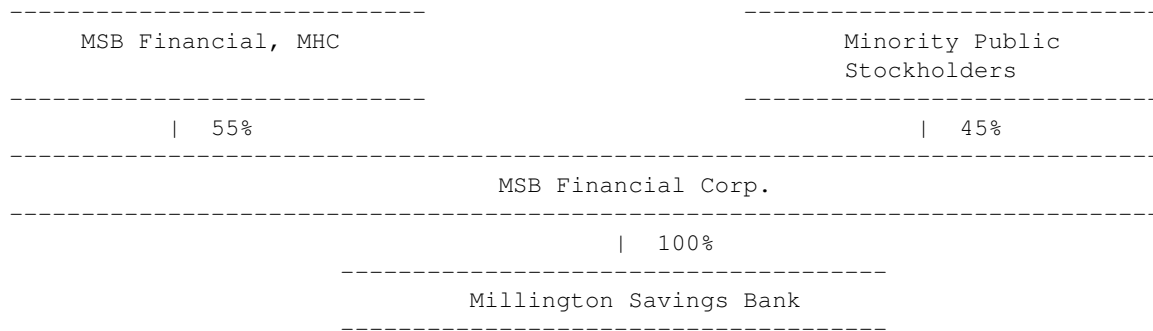 MSB Financial, MHC Minority Public
Stockholders
| 55% | 45%
MSB Financial Corp.
| 100%
Millington Savings Bank